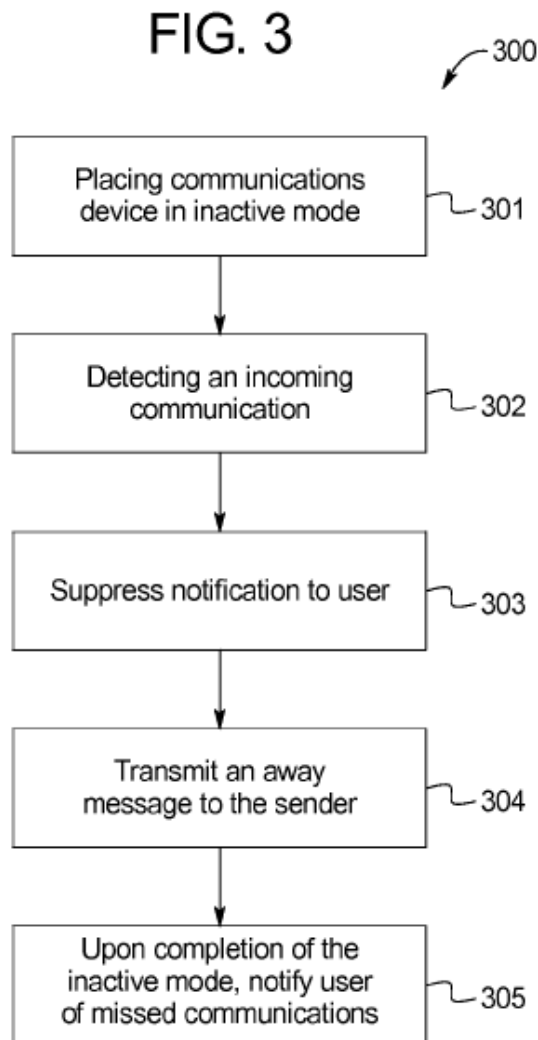 FIG. 3
300
Placing communications
device in inactive mode
301
Detecting an incoming
communication
302
Suppress notification to user
303
Transmit an away
message to the sender
304
Upon completion of the
inactive mode, notify user
of missed communications
305